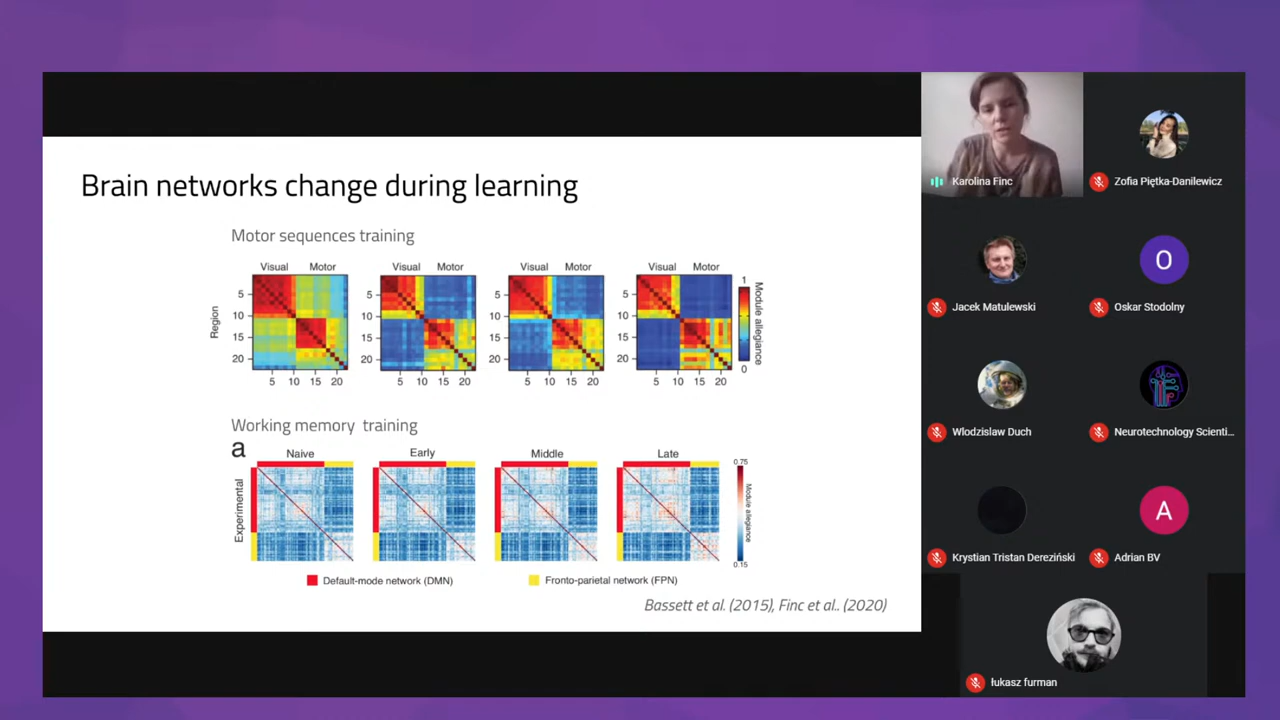 Brain networks change during learning
Motor sequences training
Visual Motor Visual Motor Visual Motor Visual Motor
Region
5
10
15
20
5 10 15 20
5
10
15
20
5 10 15 20
5
10
15
20
5 10 15 20
5
10
15
20
5 10 15 20
1
0
Module allegiance
Working memory training
a
Naive Early Middle Late
Experimental
0.75
0.15
Module allegiance
Default-mode network (DMN) Fronto-parietal network (FPN)
Bassett et al. (2015), Finc et al.. (2020)
Karolina Finc
Zofia Piętka-Danilewicz
Jacek Matulewski
O
Oskar Stodolny
Wlodzislaw Duch
Neurotechnology Scienti...
Krystian Tristan Dereziński
A
Adrian BV
łukasz furman